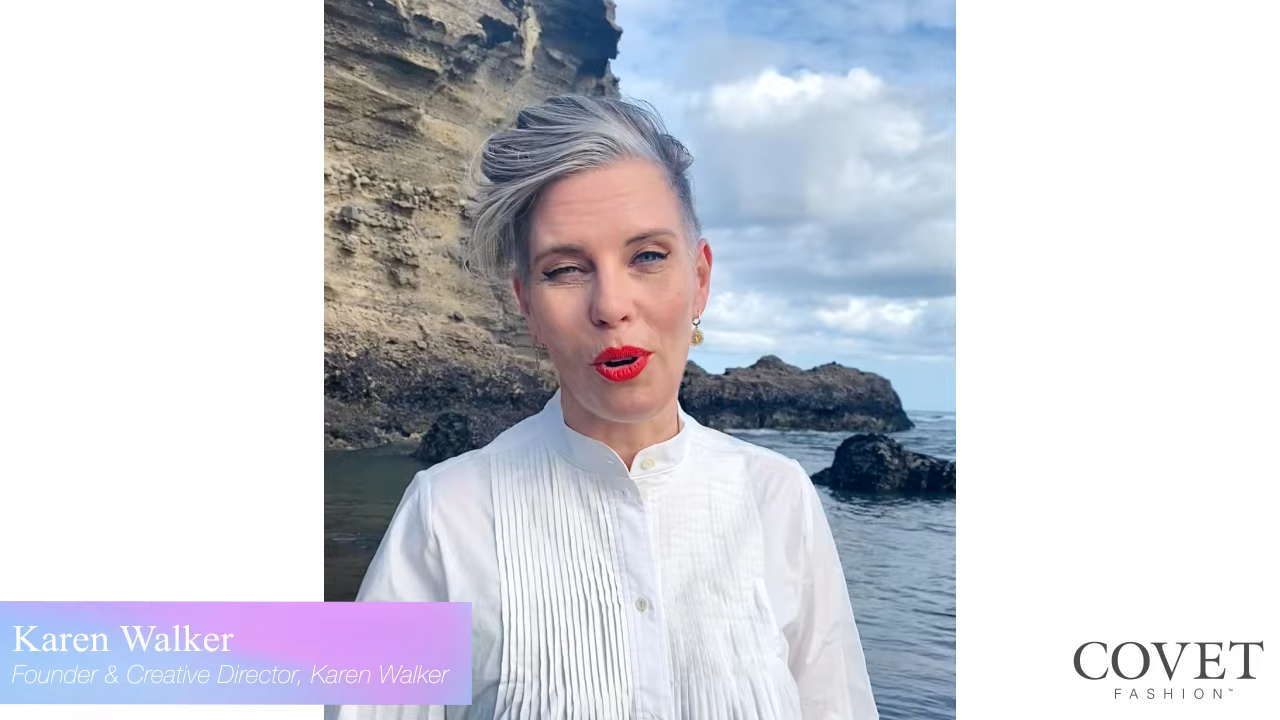 Karen Walker
Founder & Creative Director, Karen Walker
COVET
FASHION™